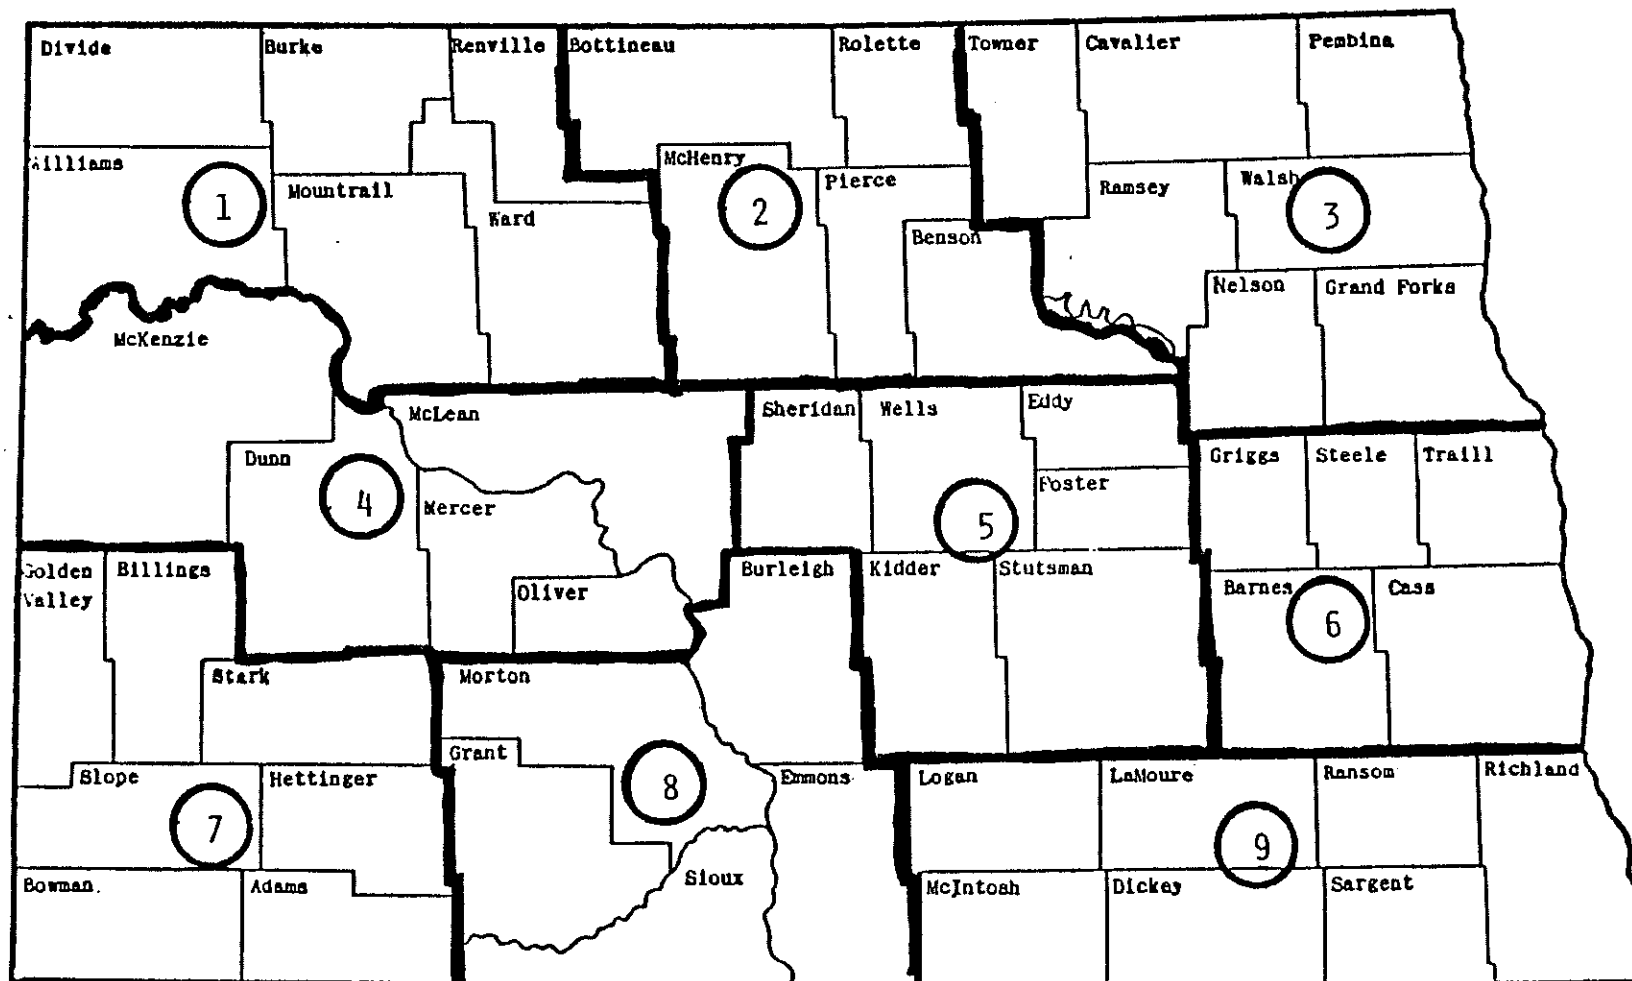 Divide Burke Renville Bottineau Rolette Towner Cavalier Pembina
Williams Mountrail Ward McHenry Pierce Benson Ramsey Walsh
1 2 3
Nelson Grand Forks
McKenzie
McLean Sheridan Wells Eddy
Dunn Griggs Steele Traill
4 Mercer 5 Foster
Golden Valley Billings Oliver Burleigh Kidder Stutsman Barnes Cass
6
Stark Morton
Slope Hettinger Grant Emmons Logan LaMoure Ransom Richland
7 8 9
Bowman. Adams Sioux McIntosh Dickey Sargent